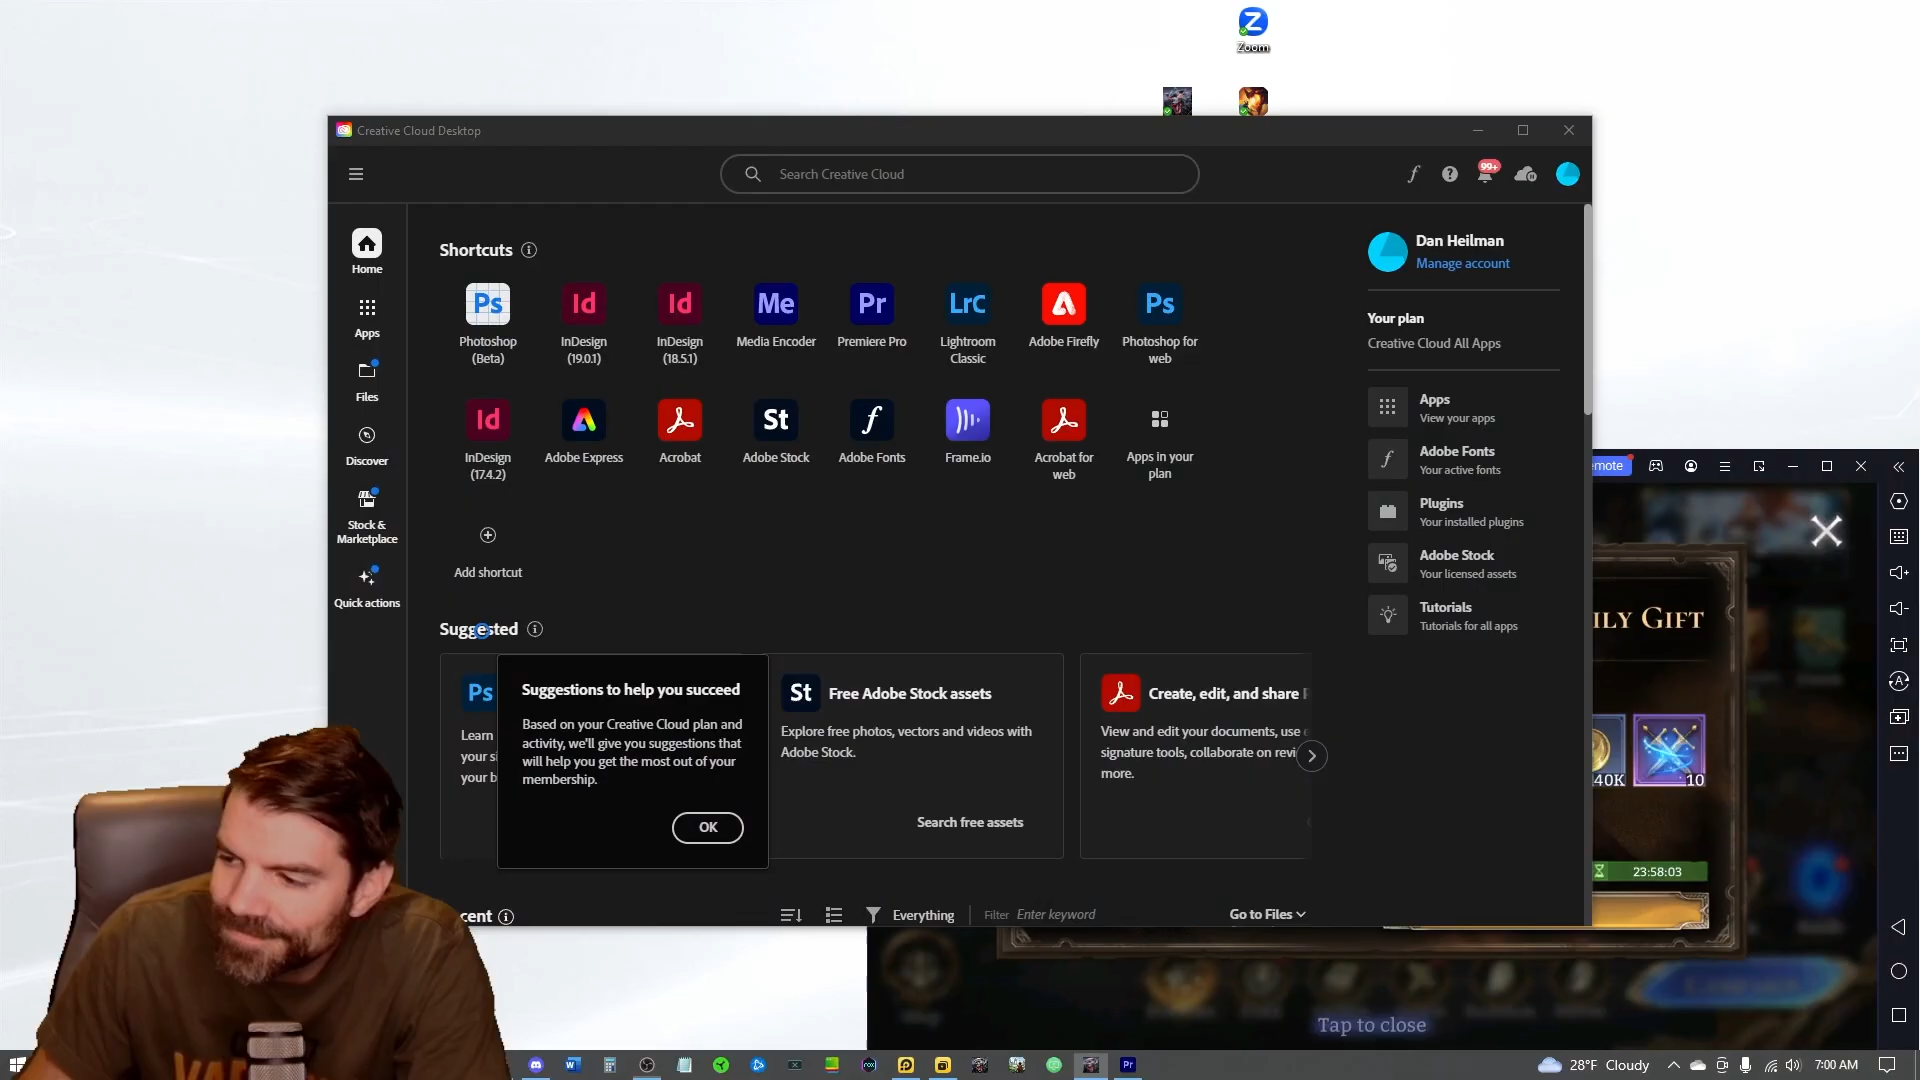 Zoom
Creative Cloud Desktop
Search Creative Cloud
99+
Home
Apps
Files
Discover
Stock &
Marketplace
Quick actions
Shortcuts
Ps
Photoshop
(Beta)
Id
InDesign
(19.0.1)
Id
InDesign
(18.5.1)
Me
Media Encoder
Pr
Premiere Pro
LrC
Lightroom
Classic
Adobe Firefly
Ps
Photoshop for
web
Id
InDesign
(17.4.2)
Adobe Express
Acrobat
St
Adobe Stock
f
Adobe Fonts
Frame.io
Acrobat for
web
Apps in your
plan
Add shortcut
Dan Heilman
Manage account
Your plan
Creative Cloud All Apps
Apps
View your apps
Adobe Fonts
Your active fonts
Plugins
Your installed plugins
Adobe Stock
Your licensed assets
Tutorials
Tutorials for all apps
Suggested
Ps
Learn
your si
your b
Suggestions to help you succeed
Based on your Creative Cloud plan and
activity, we'll give you suggestions that
will help you get the most out of your
membership.
OK
St
Free Adobe Stock assets
Explore free photos, vectors and videos with
Adobe Stock.
Search free assets
Create, edit, and share
View and edit your documents, use
signature tools, collaborate on revi
more.
cent
Everything
Filter
Enter keyword
Go to Files
emote
ILY GIFT
40K
10
23:58:03
Tap to close
28°F Cloudy
7:00 AM